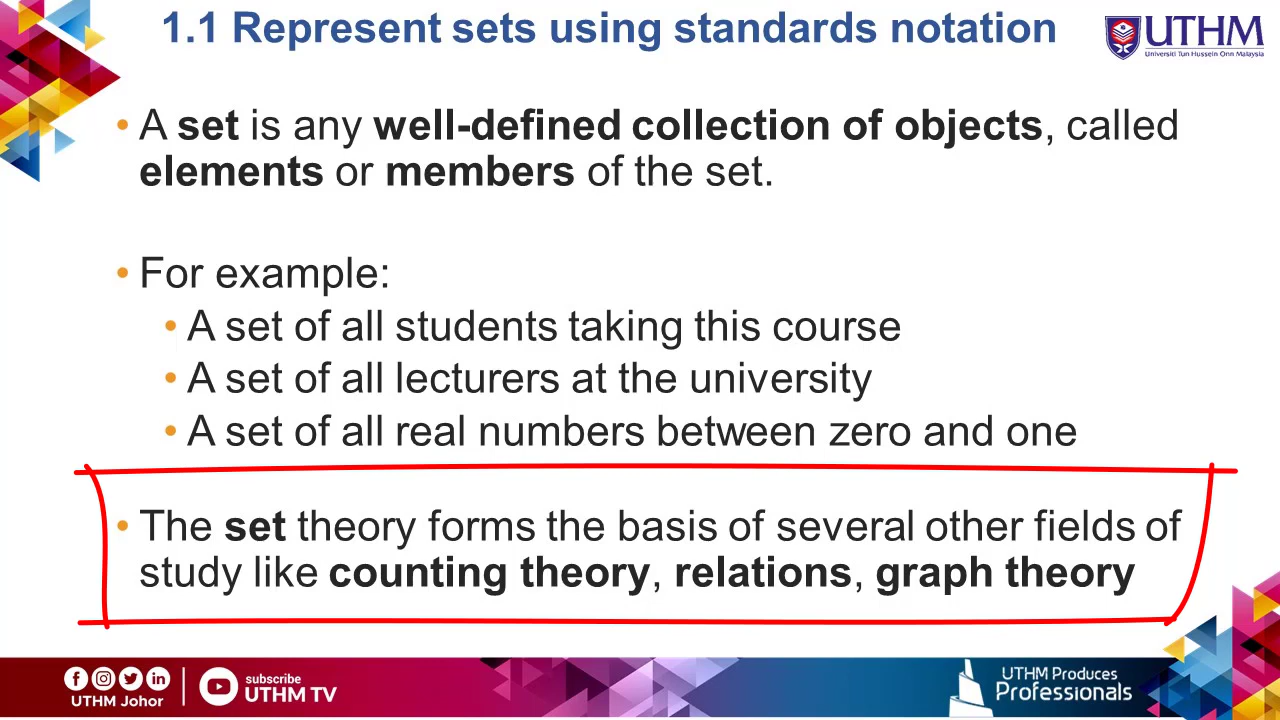 1.1 Represent sets using standards notation
UTHM
Universiti Tun Hussein Onn Malaysia
• A set is any well-defined collection of objects, called
elements or members of the set.
• For example:
• A set of all students taking this course
• A set of all lecturers at the university
• A set of all real numbers between zero and one
• The set theory forms the basis of several other fields of
study like counting theory, relations, graph theory
UTHM Johor
subscribe
UTHM TV
UTHM Produces
Professionals